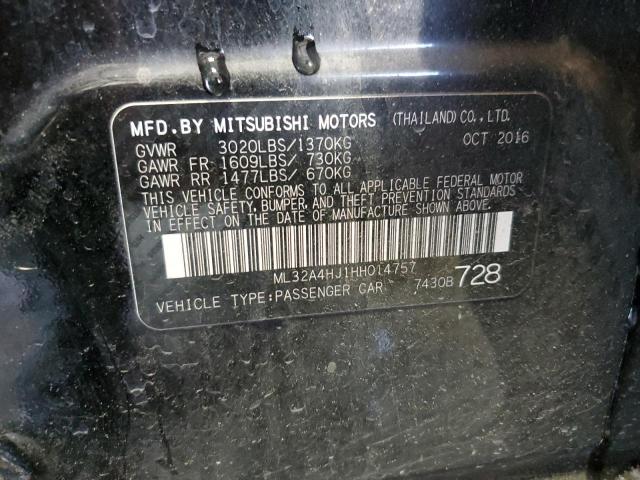 MFD.BY MITSUBISHI MOTORS (THAILAND) CO.,LTD.
GVWR 3020LBS/1370KG OCT 2016
GAWR FR 1609LBS/ 730KG
GAWR RR 1477LBS/ 670KG
THIS VEHICLE CONFORMS TO ALL APPLICABLE FEDERAL MOTOR
VEHICLE SAFETY, BUMPER, AND THEFT PREVENTION STANDARDS
IN EFFECT ON THE DATE OF MANUFACTURE SHOWN ABOVE.
ML32A4HJ1HH014757
VEHICLE TYPE:PASSENGER CAR 7430B 728